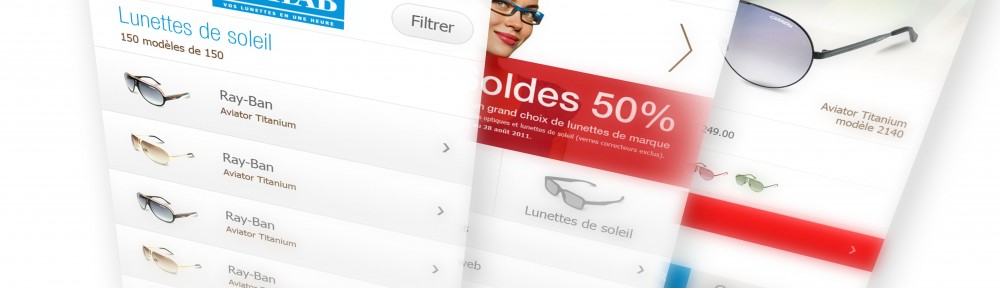 VOS LUNETTES EN UNE HEURE
Lunettes de soleil
150 modèles de 150
Filtrer
Ray-Ban
Aviator Titanium
Ray-Ban
Aviator Titanium
Ray-Ban
Aviator Titanium
Ray-Ban
Aviator Titanium
oldes 50%
n grand choix de lunettes de marque
optiques et lunettes de soleil (verres correcteurs exclus).
u 28 août 2011.
Lunettes de soleil
web
CARRERA
Aviator Titanium
modèle 2140
249.00